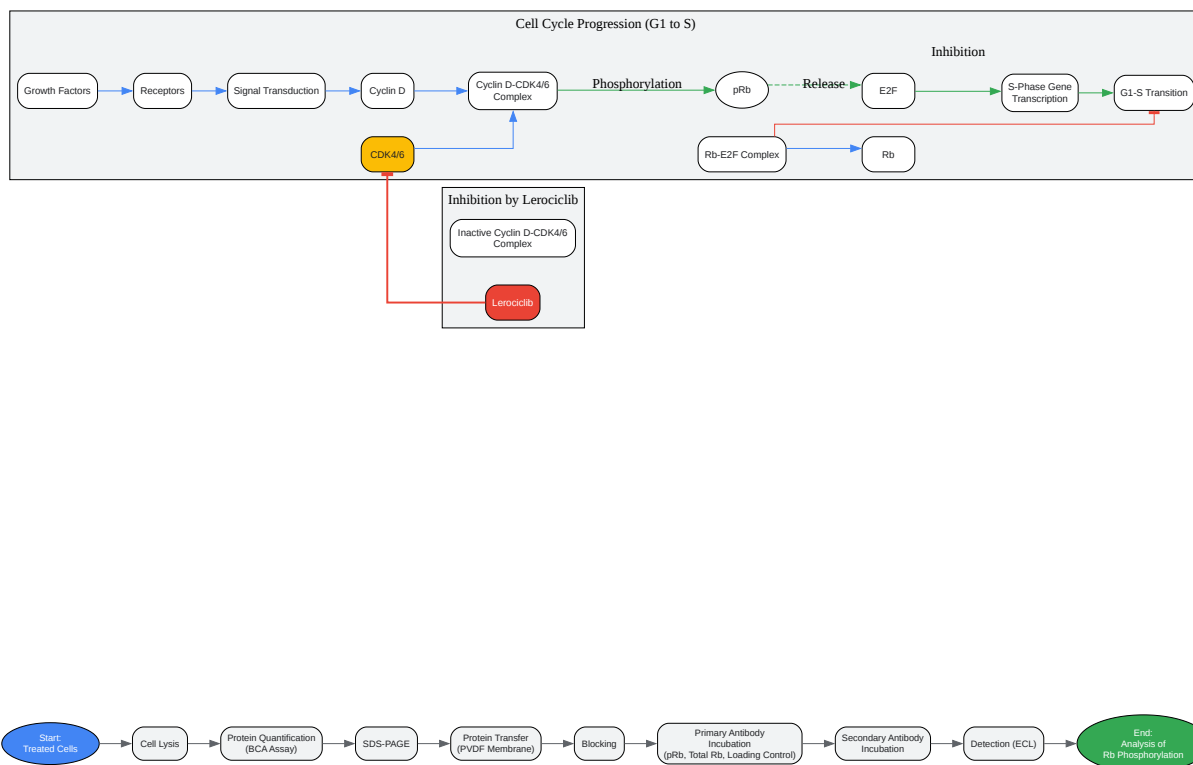 Cell Cycle Progression (G1 to S)
Inhibition
Growth Factors
Receptors
Signal Transduction
Cyclin D
Cyclin D-CDK4/6
Complex
Phosphorylation
pRb
Release
E2F
S-Phase Gene
Transcription
G1-S Transition
CDK4/6
Rb-E2F Complex
Rb
Inhibition by Lerociclib
Inactive Cyclin D-CDK4/6
Complex
Lerociclib
Start:
Treated Cells
Cell Lysis
Protein Quantification
(BCA Assay)
SDS-PAGE
Protein Transfer
(PVDF Membrane)
Blocking
Primary Antibody
Incubation
(pRb, Total Rb, Loading Control)
Secondary Antibody
Incubation
Detection (ECL)
End:
Analysis of
Rb Phosphorylation